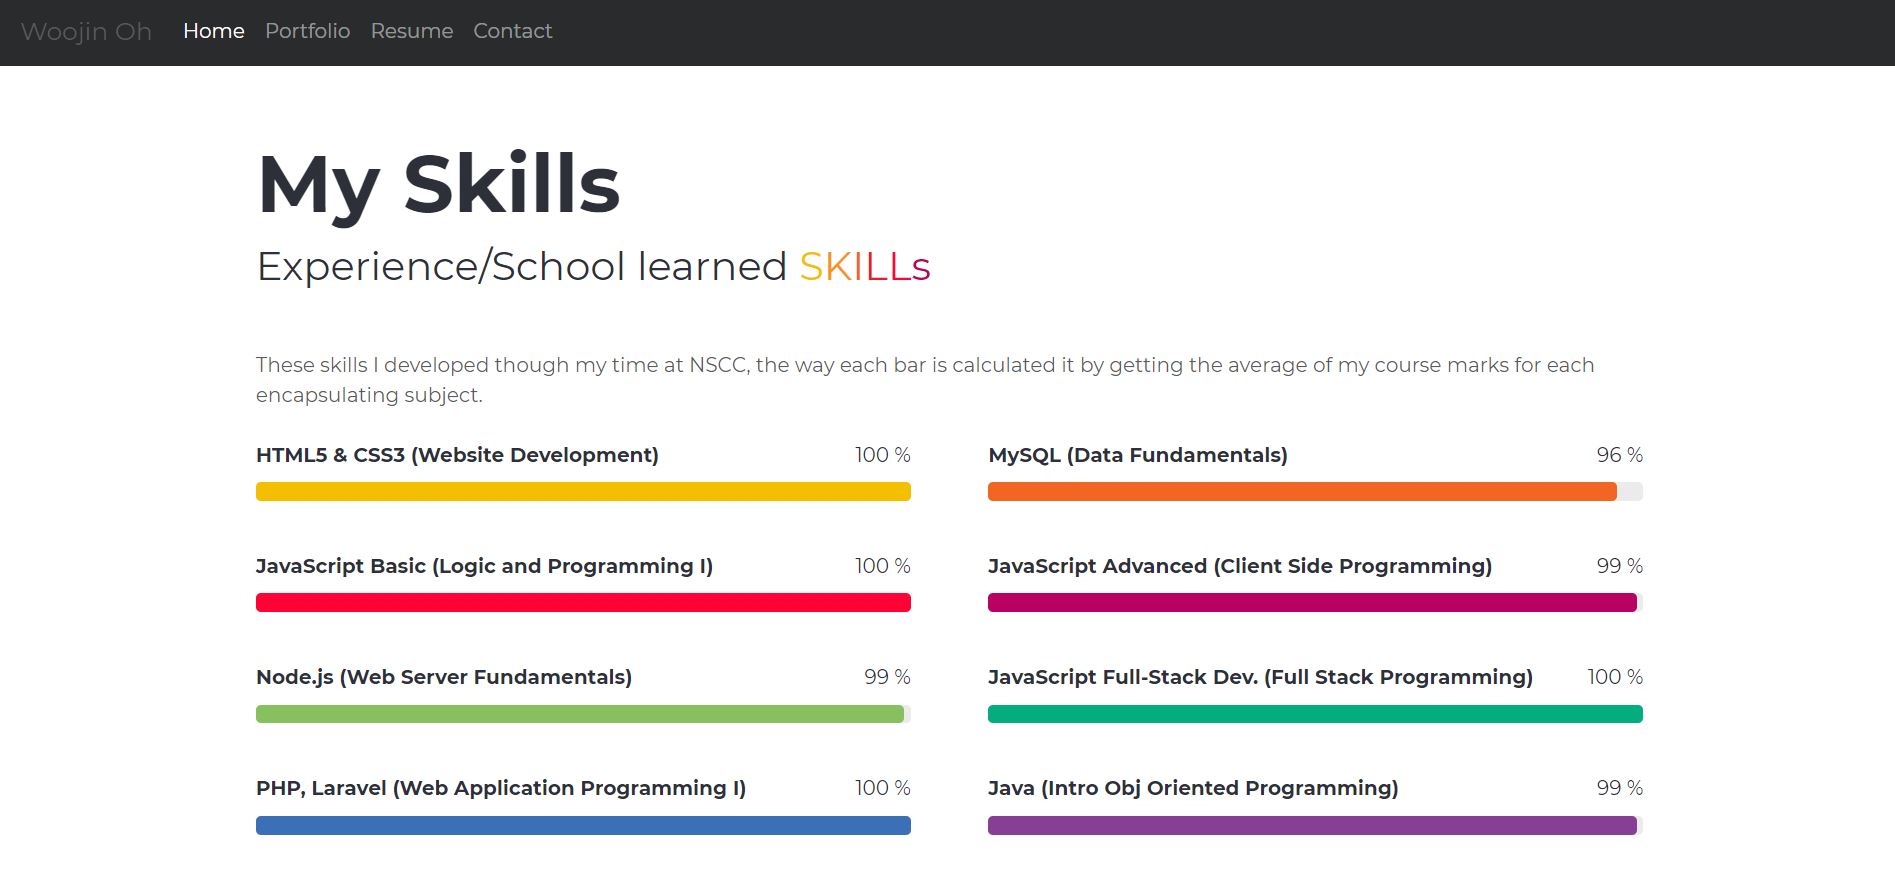 Woojin Oh Home Portfolio Resume Contact
My Skills
Experience/School learned SKILLs
These skills I developed though my time at NSCC, the way each bar is calculated it by getting the average of my course marks for each
encapsulating subject.
HTML5 & CSS3 (Website Development) 100 %
MySQL (Data Fundamentals) 96 %
JavaScript Basic (Logic and Programming I) 100 %
JavaScript Advanced (Client Side Programming) 99 %
Node.js (Web Server Fundamentals) 99 %
JavaScript Full-Stack Dev. (Full Stack Programming) 100 %
PHP, Laravel (Web Application Programming I) 100 %
Java (Intro Obj Oriented Programming) 99 %